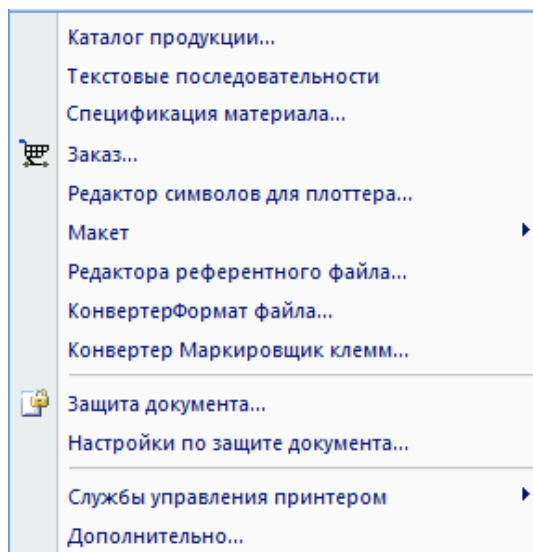 Каталог продукции...
Текстовые последовательности
Спецификация материала...
Заказ...
Редактор символов для плоттера...
Макет
Редактора референтного файла...
КонвертерФормат файла...
Конвертер Маркировщик клемм...
Защита документа...
Настройки по защите документа...
Службы управления принтером
Дополнительно...